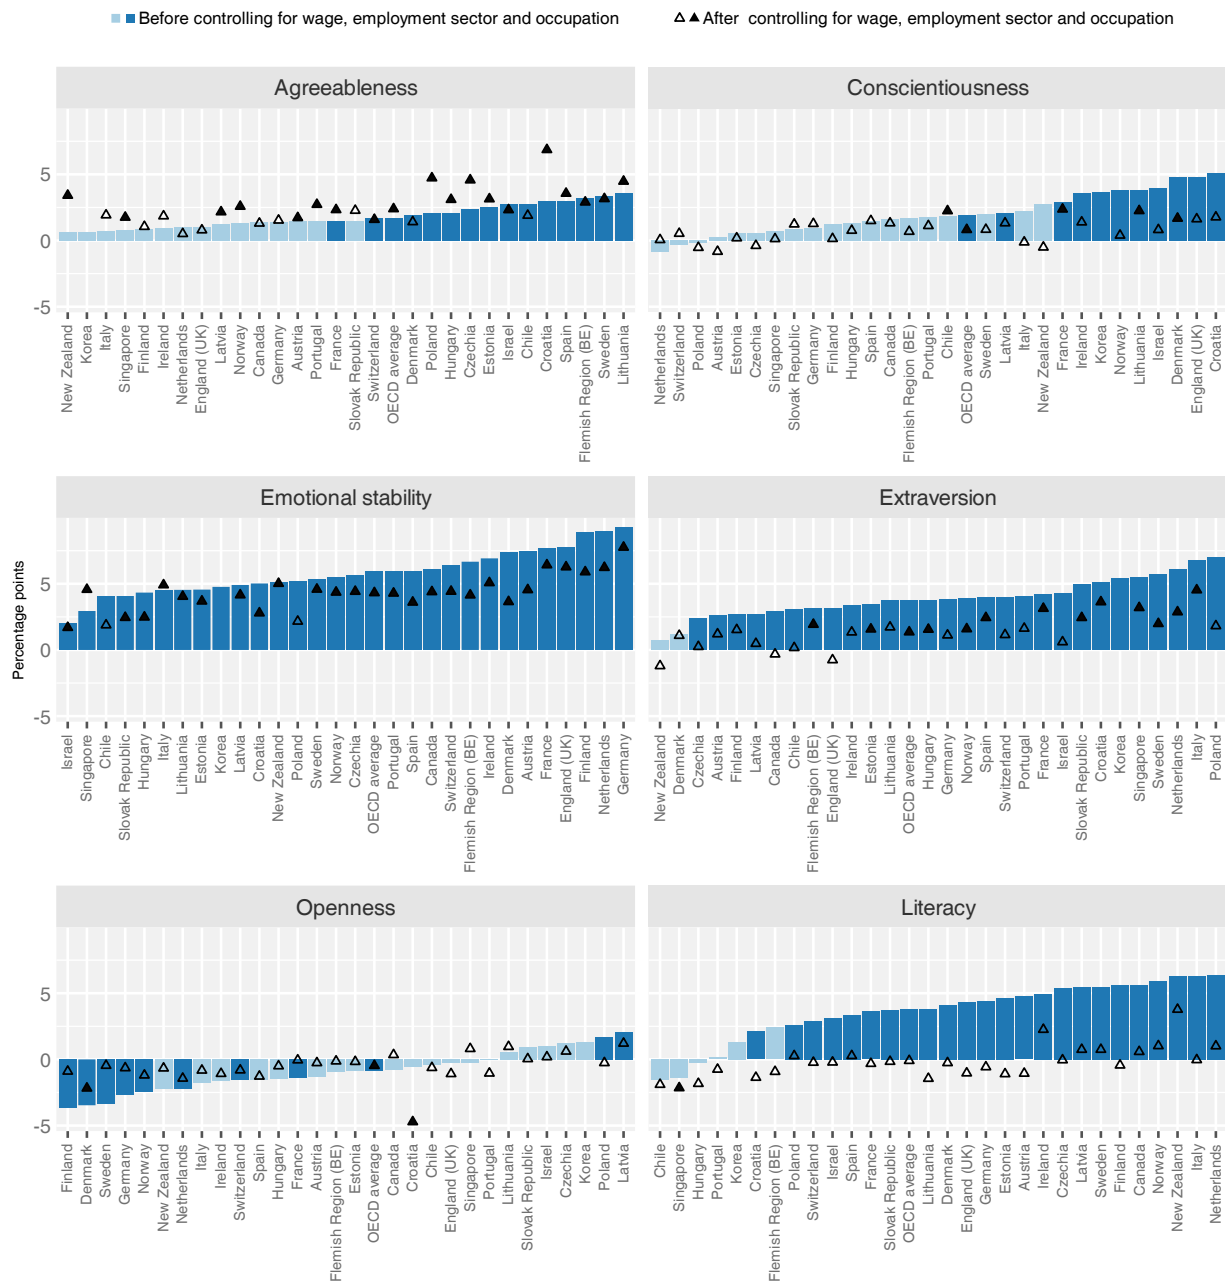 Before controlling for wage, employment sector and occupation
After controlling for wage, employment sector and occupation
Agreeableness
5
0
-5
New Zealand
Korea
Italy
Singapore
Finland
Ireland
Netherlands
England (UK)
Latvia
Norway
Canada
Germany
Austria
Portugal
France
Slovak Republic
Switzerland
OECD average
Denmark
Poland
Hungary
Czechia
Estonia
Israel
Chile
Croatia
Spain
Flemish Region (BE)
Sweden
Lithuania
Conscientiousness
Netherlands
Switzerland
Poland
Austria
Estonia
Czechia
Singapore
Slovak Republic
Germany
Finland
Hungary
Spain
Canada
Flemish Region (BE)
Portugal
Chile
OECD average
Sweden
Latvia
Italy
New Zealand
France
Ireland
Korea
Norway
Lithuania
Israel
Denmark
England (UK)
Croatia
Percentage points
Emotional stability
5
0
-5
Israel
Singapore
Chile
Slovak Republic
Hungary
Italy
Lithuania
Estonia
Korea
Latvia
Croatia
New Zealand
Poland
Sweden
Norway
Czechia
OECD average
Portugal
Spain
Canada
Switzerland
Flemish Region (BE)
Ireland
Denmark
Austria
France
England (UK)
Finland
Netherlands
Germany
Extraversion
New Zealand
Denmark
Czechia
Austria
Finland
Latvia
Canada
Chile
Flemish Region (BE)
England (UK)
Ireland
Estonia
Lithuania
OECD average
Hungary
Germany
Norway
Spain
Switzerland
Portugal
France
Israel
Slovak Republic
Croatia
Korea
Singapore
Sweden
Netherlands
Italy
Poland
Openness
5
0
-5
Finland
Denmark
Sweden
Germany
Norway
New Zealand
Netherlands
Italy
Ireland
Switzerland
Spain
Hungary
France
Austria
Flemish Region (BE)
Estonia
OECD average
Canada
Croatia
Chile
England (UK)
Singapore
Portugal
Lithuania
Slovak Republic
Israel
Czechia
Korea
Poland
Latvia
Literacy
Chile
Singapore
Hungary
Portugal
Korea
Croatia
Flemish Region (BE)
Poland
Switzerland
Israel
Spain
France
Slovak Republic
OECD average
Lithuania
Denmark
England (UK)
Germany
Estonia
Austria
Ireland
Czechia
Latvia
Sweden
Finland
Canada
Norway
New Zealand
Italy
Netherlands